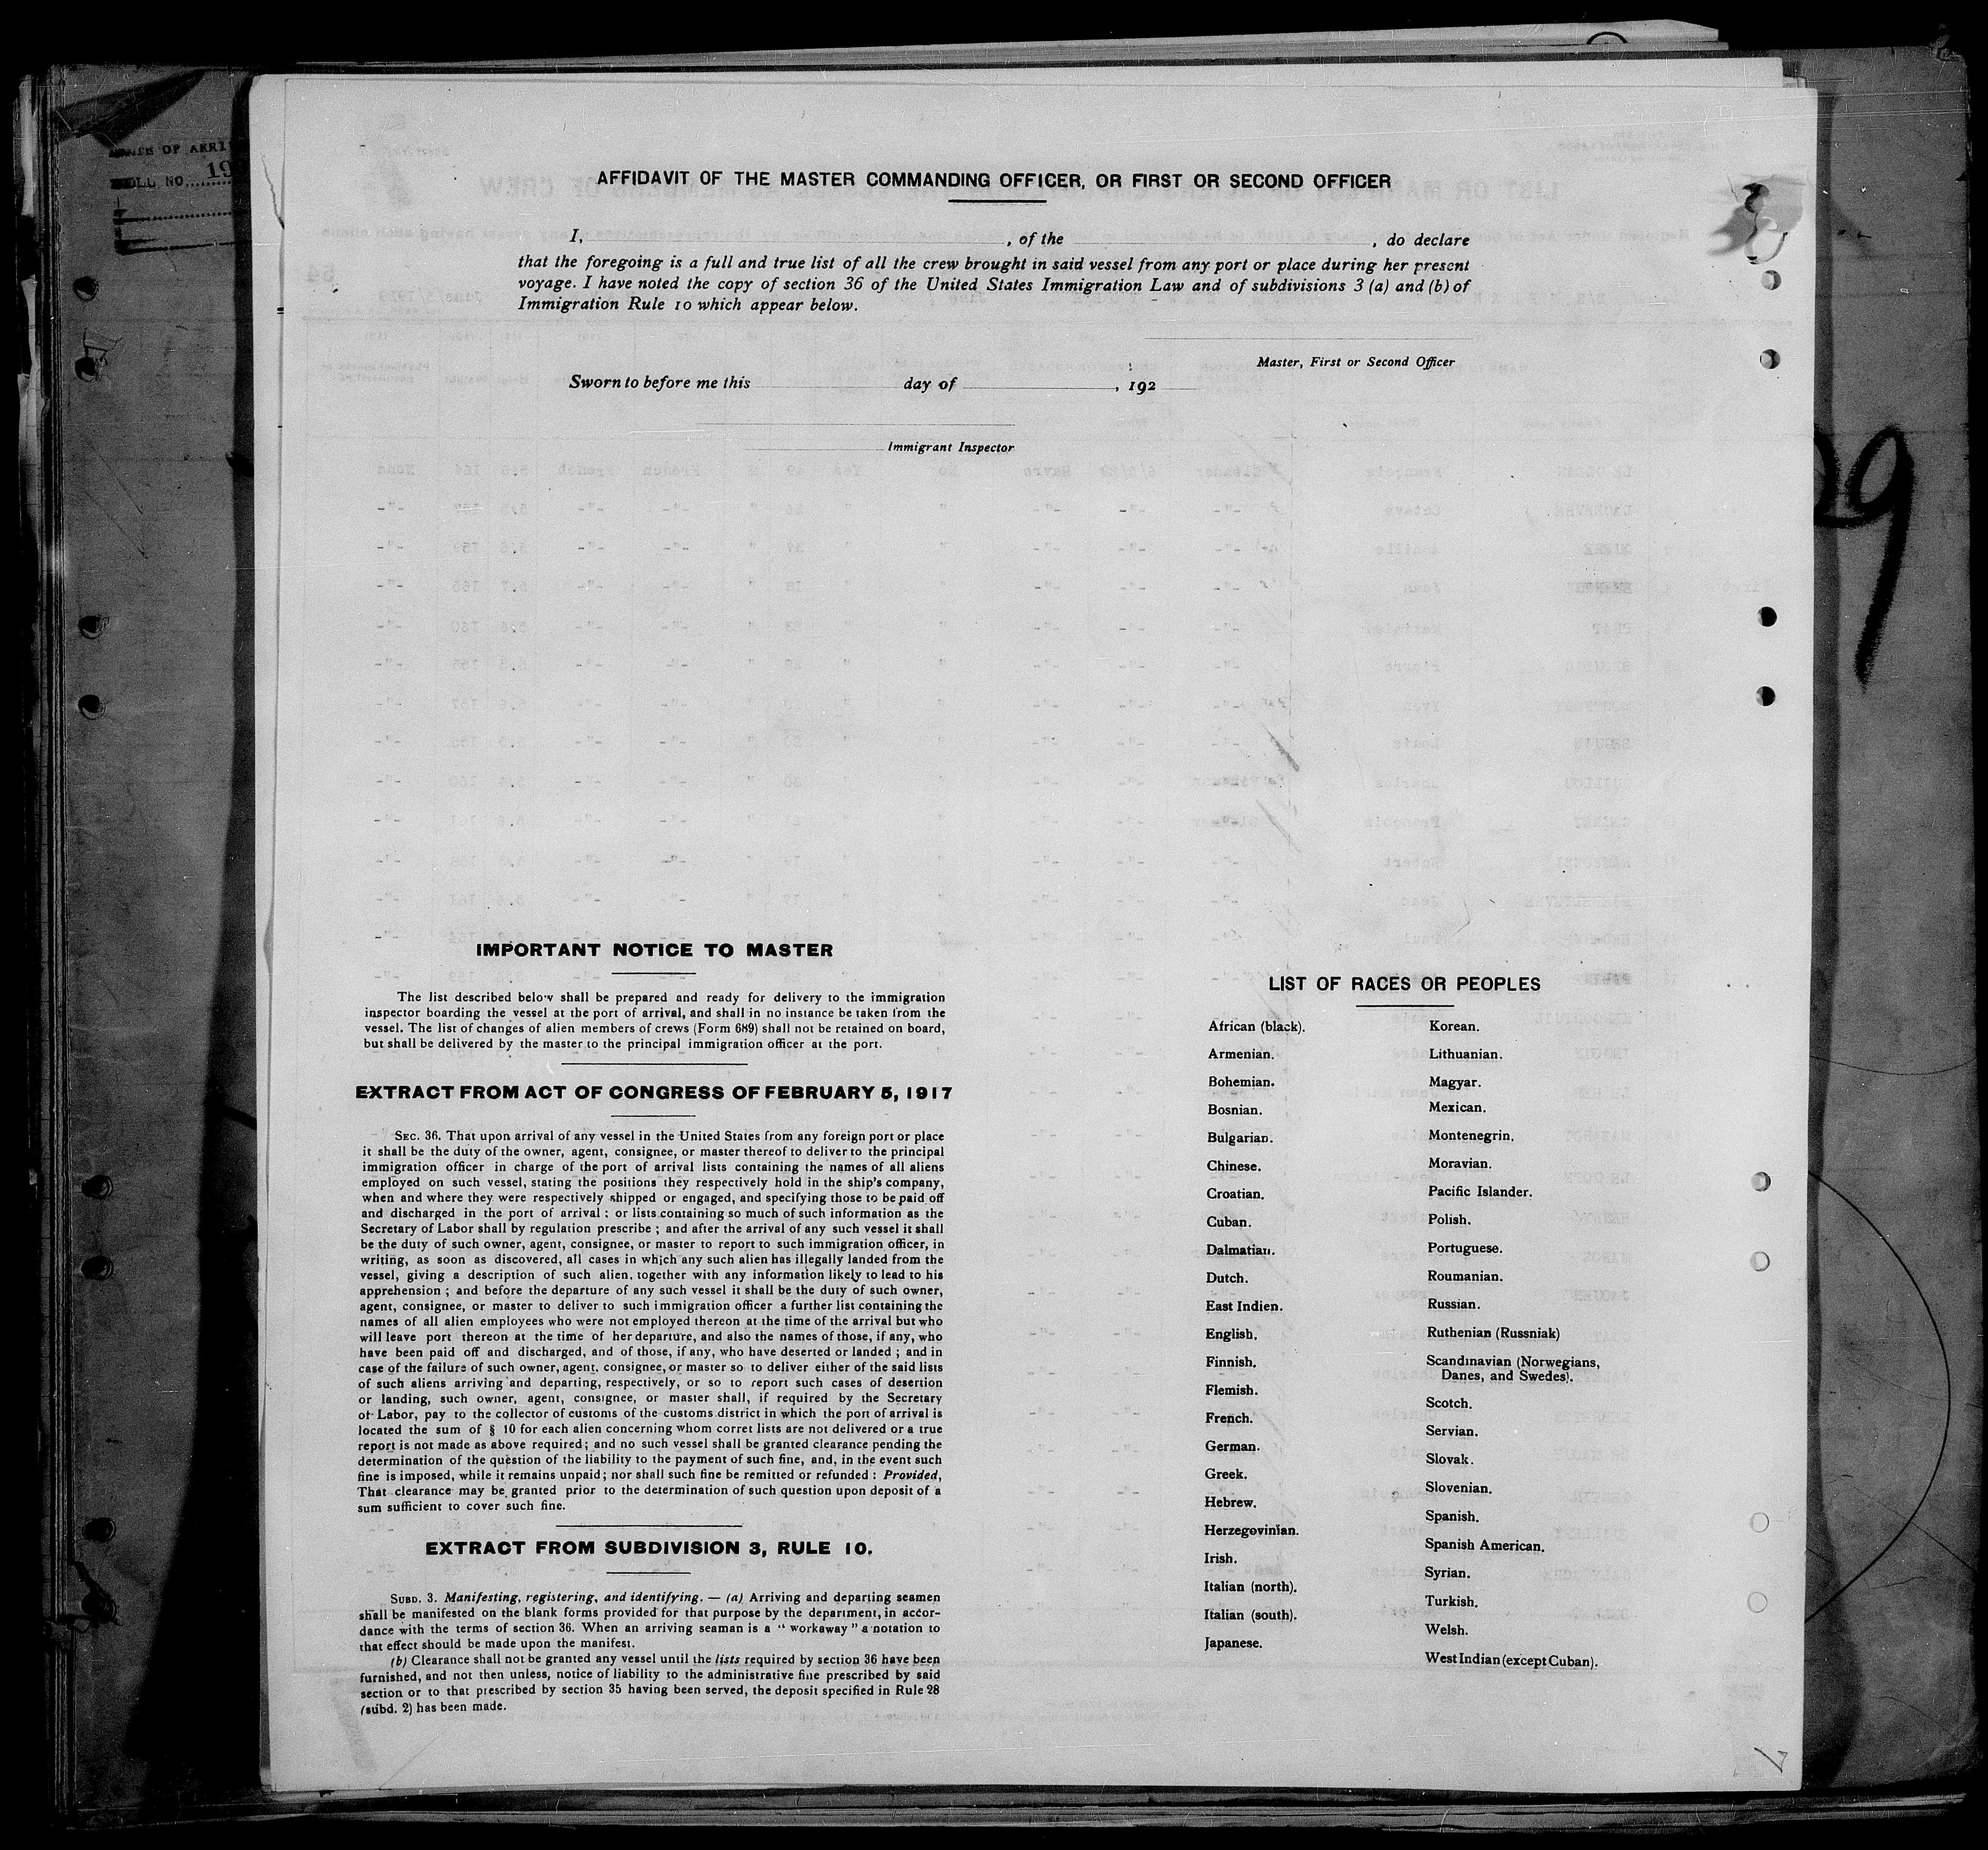 AFFIDAVIT OF THE MASTER COMMANDING OFFICER, OR FIRST OR SECOND OFFICER
I, , of the , do declare
that the foregoing is a full and true list of all the crew brought in said vessel from any port or place during her present
voyage. I have noted the copy of section 36 of the United States Immigration Law and of subdivisions 3 (a) and (b) of
Immigration Rule 10 which appear below.
Master, First or Second Officer
Sworn to before me this day of , 192
Immigrant Inspector
IMPORTANT NOTICE TO MASTER
The list described below shall be prepared and ready for delivery to the immigration
inspector boarding the vessel at the port of arrival, and shall in no instance be taken from the
vessel. The list of changes of alien members of crews (Form 689) shall not be retained on board,
but shall be delivered by the master to the principal immigration officer at the port.
EXTRACT FROM ACT OF CONGRESS OF FEBRUARY 5, 1917
SEC. 36. That upon arrival of any vessel in the United States from any foreign port or place
it shall be the duty of the owner, agent, consignee, or master thereof to deliver to the principal
immigration officer in charge of the port of arrival lists containing the names of all aliens
employed on such vessel, stating the positions they respectively hold in the ship's company,
when and where they were respectively shipped or engaged, and specifying those to be paid off
and discharged in the port of arrival ; or lists containing so much of such information as the
Secretary of Labor shall by regulation prescribe ; and after the arrival of any such vessel it shall
be the duty of such owner, agent, consignee, or master to report to such immigration officer, in
writing, as soon as discovered, all cases in which any such alien has illegally landed from the
vessel, giving a description of such alien, together with any information likely to lead to his
apprehension ; and before the departure of any such vessel it shall be the duty of such owner,
agent, consignee, or master to deliver to such immigration officer a further list containing the
names of all alien employees who were not employed thereon at the time of the arrival but who
will leave port thereon at the time of her departure, and also the names of those, if any, who
have been paid off and discharged, and of those, if any, who have deserted or landed ; and in
case of the failure of such owner, agent, consignee, or master so to deliver either of the said lists
of such aliens arriving and departing, respectively, or so to report such cases of desertion
or landing, such owner, agent, consignee, or master shall, if required by the Secretary
of Labor, pay to the collector of customs of the customs district in which the port of arrival is
located the sum of § 10 for each alien concerning whom corret lists are not delivered or a true
report is not made as above required ; and no such vessel shall be granted clearance pending the
determination of the question of the liability to the payment of such fine, and, in the event such
fine is imposed, while it remains unpaid ; nor shall such fine be remitted or refunded : Provided,
That clearance may be granted prior to the determination of such question upon deposit of a
sum sufficient to cover such fine.
EXTRACT FROM SUBDIVISION 3, RULE 10.
SUBD. 3. Manifesting, registering, and identifying. — (a) Arriving and departing seamen
shall be manifested on the blank forms provided for that purpose by the department, in accor-
dance with the terms of section 36. When an arriving seaman is a " workaway " a notation to
that effect should be made upon the manifest.
(b) Clearance shall not be granted any vessel until the lists required by section 36 have been
furnished, and not then unless, notice of liability to the administrative fine prescribed by said
section or to that prescribed by section 35 having been served, the deposit specified in Rule 28
(subd. 2) has been made.
LIST OF RACES OR PEOPLES
African (black).
Armenian.
Bohemian.
Bosnian.
Bulgarian.
Chinese.
Croatian.
Cuban.
Dalmatian.
Dutch.
East Indien.
English.
Finnish.
Flemish.
French.
German.
Greek.
Hebrew.
Herzegovinian.
Irish.
Italian (north).
Italian (south).
Japanese.
Korean.
Lithuanian.
Magyar.
Mexican.
Montenegrin.
Moravian.
Pacific Islander.
Polish.
Portuguese.
Roumanian.
Russian.
Ruthenian (Russniak)
Scandinavian (Norwegians,
Danes, and Swedes).
Scotch.
Servian.
Slovak.
Slovenian.
Spanish.
Spanish American.
Syrian.
Turkish.
Welsh.
West Indian (except Cuban).